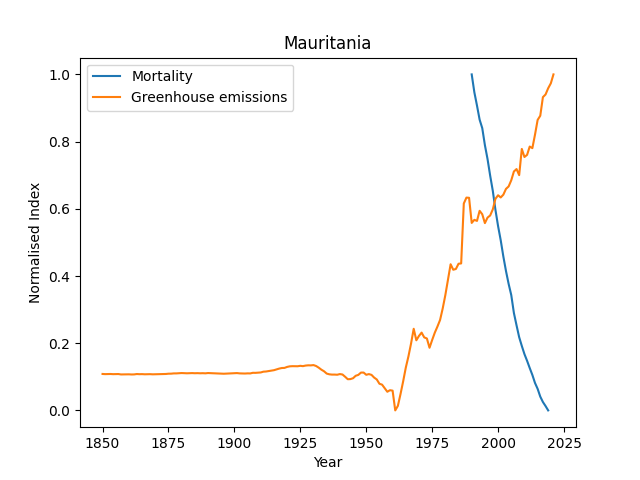 Mauritania
Mortality
Greenhouse emissions
Normalised Index
1.0
0.8
0.6
0.4
0.2
0.0
1850 1875 1900 1925 1950 1975 2000 2025
Year